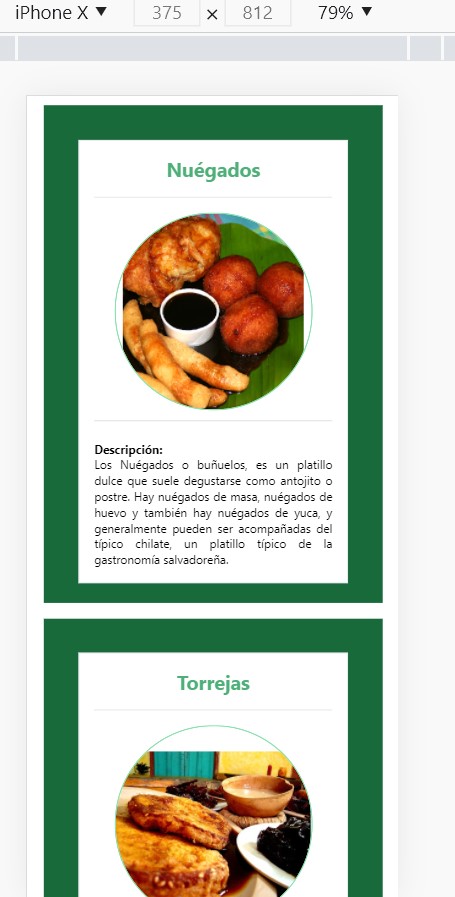 iPhone X ▼ 375 × 812 79% ▼
Nuégados
Descripción:
Los Nuégados o buñuelos, es un platillo
dulce que suele degustarse como antojito o
postre. Hay nuégados de masa, nuégados de
huevo y también hay nuégados de yuca, y
generalmente pueden ser acompañadas del
típico chilate, un platillo típico de la
gastronomía salvadoreña.
Torrejas